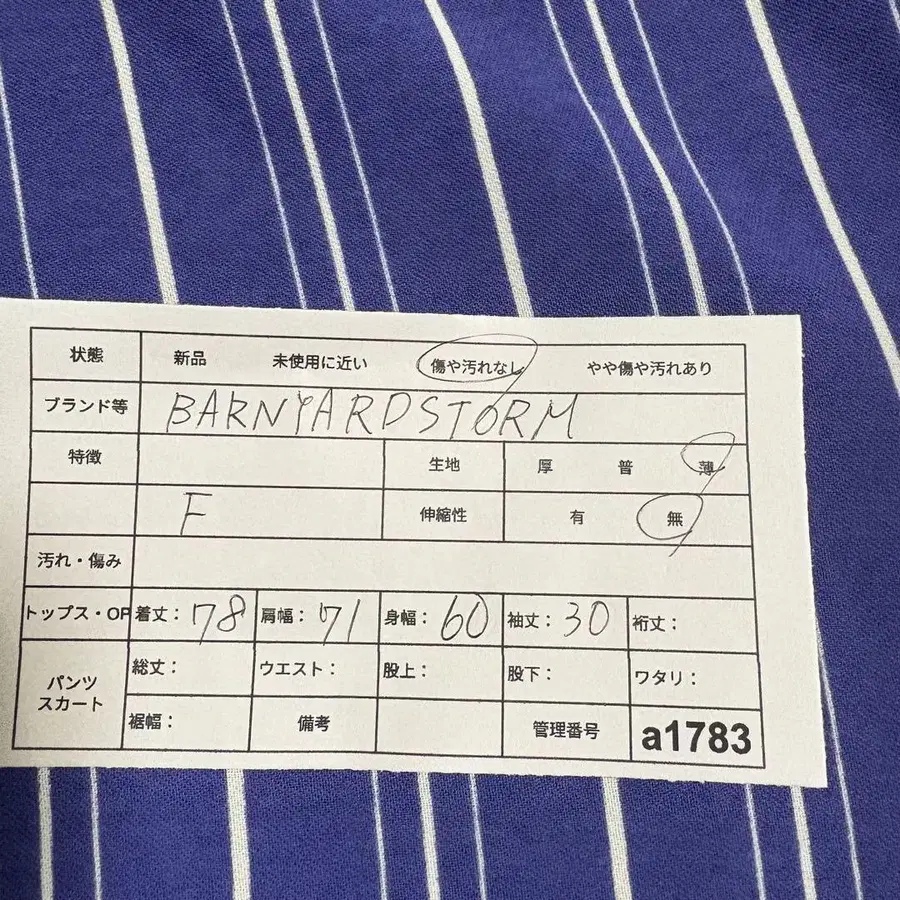 状態 新品 未使用に近い 傷や汚れなし やや傷や汚れあり
ブランド等 BARNYARDSTORM
特徴 生地 厚 普 薄
F 伸縮性 有 無
汚れ・傷み
トップス・OP 着丈： 78 肩幅： 71 身幅： 60 袖丈： 30 裄丈：
パンツ スカート 総丈： ウエスト： 股上： 股下： ワタリ：
裾幅： 備考 管理番号 a1783